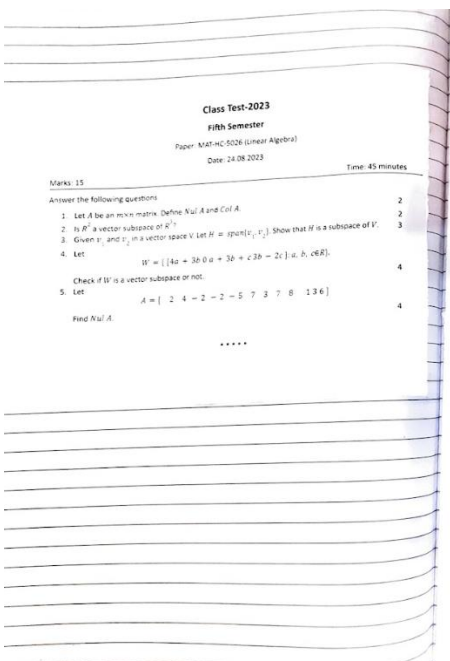 Class Test-2023
Fifth Semester
Paper: MAT-HC-5026 (Linear Algebra)
Date: 24.08.2023
Marks: 15 Time: 45 minutes
Answer the following questions
1. Let A be an m×n matrix. Define Nul A and Col A. 2
2. Is R² a vector subspace of R³? 2
3. Given v₁ and v₂ in a vector space V. Let H = span{v₁, v₂}. Show that H is a subspace of V. 3
4. Let
W = {[4a + 3b 0 a + 3b + c 3b − 2c]: a, b, c∈R}.
Check if W is a vector subspace or not. 4
5. Let
A = [ 2 4 − 2 − 2 − 5 7 3 7 8 1 3 6 ]
Find Nul A. 4
*****